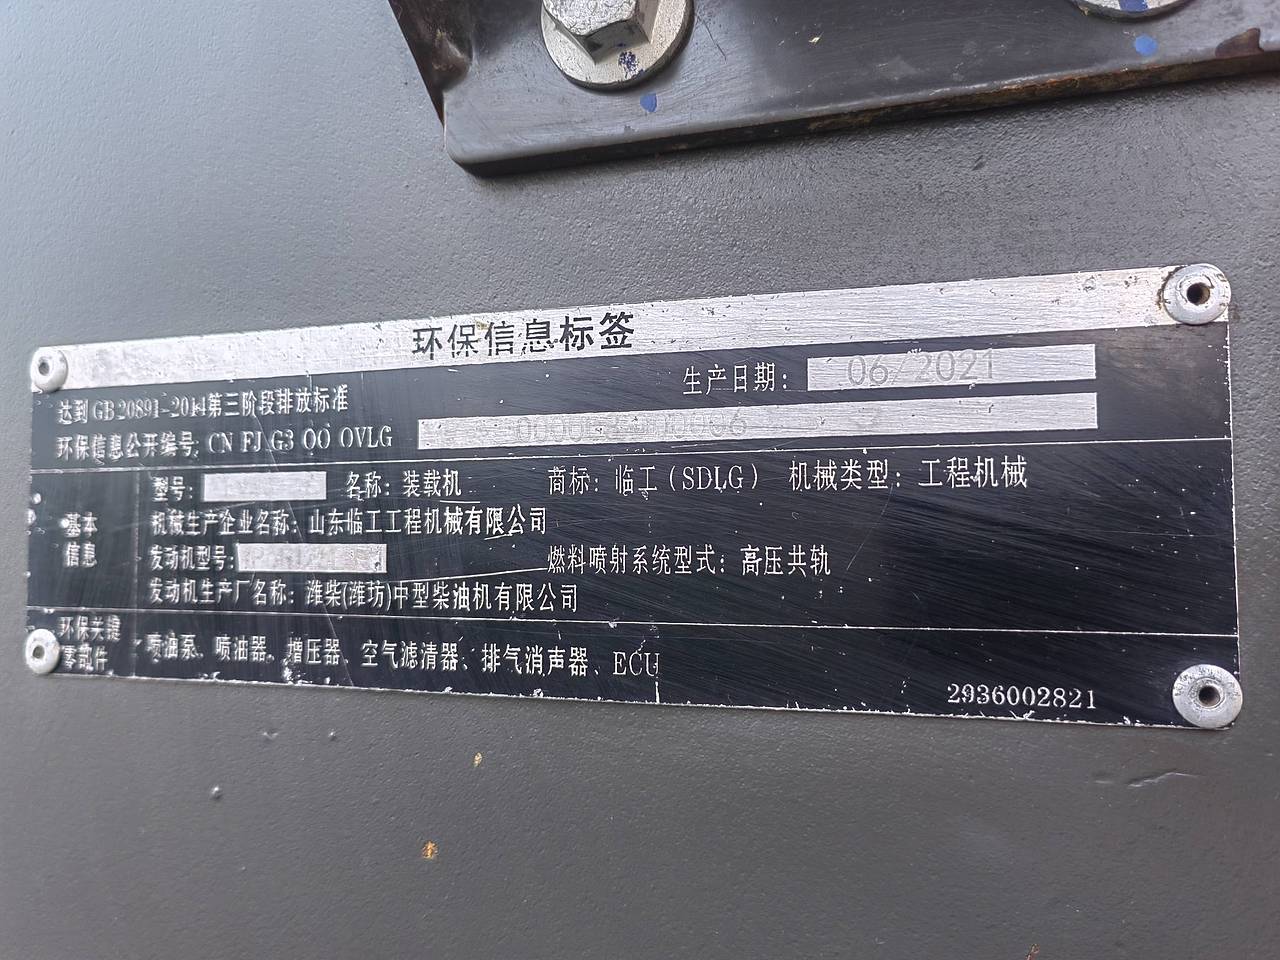 环保信息标签
达到GB 20891-2014第三阶段排放标准 生产日期： 06/2021
环保信息公开编号: CN FJ G3 00 0VLG
型号: 名称: 装载机 商标: 临工(SDLG) 机械类型: 工程机械
基本信息
机械生产企业名称: 山东临工工程机械有限公司
发动机型号: 燃料喷射系统型式: 高压共轨
发动机生产厂名称: 潍柴(潍坊)中型柴油机有限公司
环保关键零部件
喷油泵、喷油器、增压器、空气滤清器、排气消声器、ECU
2936002821